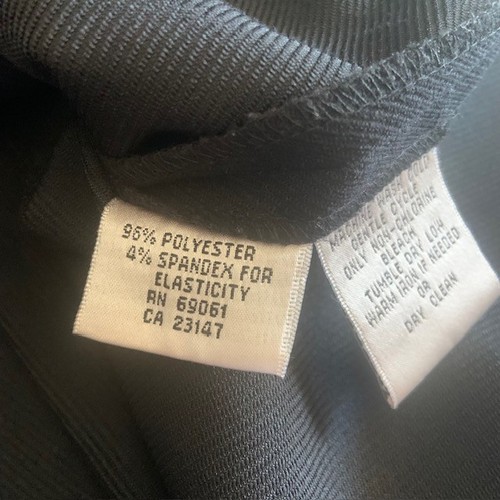 96% POLYESTER
4% SPANDEX FOR
ELASTICITY
RN 69061
CA 23147
MACHINE WASH COLD
GENTLE CYCLE
ONLY NON-CHLORINE
BLEACH
TUMBLE DRY LOW
WARM IRON IF NEEDED
OR
DRY CLEAN